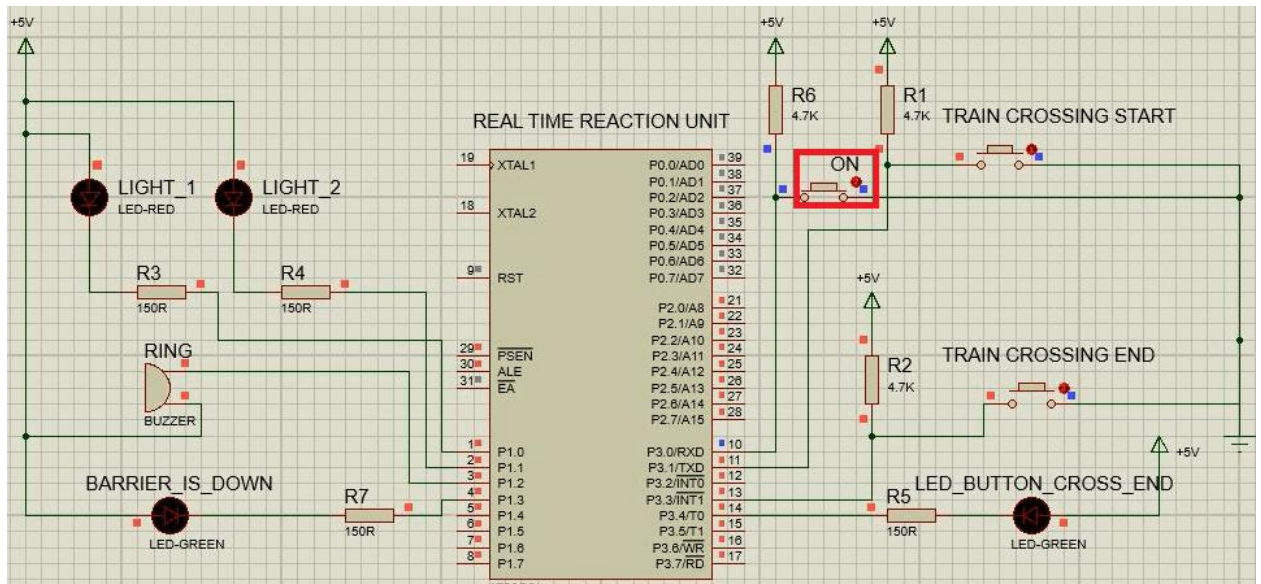 +5V
+5V
+5V
R6
4.7K
R1
4.7K
TRAIN CROSSING START
REAL TIME REACTION UNIT
ON
LIGHT_1
LED-RED
LIGHT_2
LED-RED
R3
150R
R4
150R
RING
BUZZER
BARRIER_IS_DOWN
LED-GREEN
R7
150R
19 XTAL1
18 XTAL2
9 RST
29 PSEN
30 ALE
31 EA
1 P1.0
2 P1.1
3 P1.2
4 P1.3
5 P1.4
6 P1.5
7 P1.6
8 P1.7
P0.0/AD0 39
P0.1/AD1 38
P0.2/AD2 37
P0.3/AD3 36
P0.4/AD4 35
P0.5/AD5 34
P0.6/AD6 33
P0.7/AD7 32
P2.0/A8 21
P2.1/A9 22
P2.2/A10 23
P2.3/A11 24
P2.4/A12 25
P2.5/A13 26
P2.6/A14 27
P2.7/A15 28
P3.0/RXD 10
P3.1/TXD 11
P3.2/INT0 12
P3.3/INT1 13
P3.4/T0 14
P3.5/T1 15
P3.6/WR 16
P3.7/RD 17
+5V
R2
4.7K
TRAIN CROSSING END
+5V
LED_BUTTON_CROSS_END
R5
150R
LED-GREEN